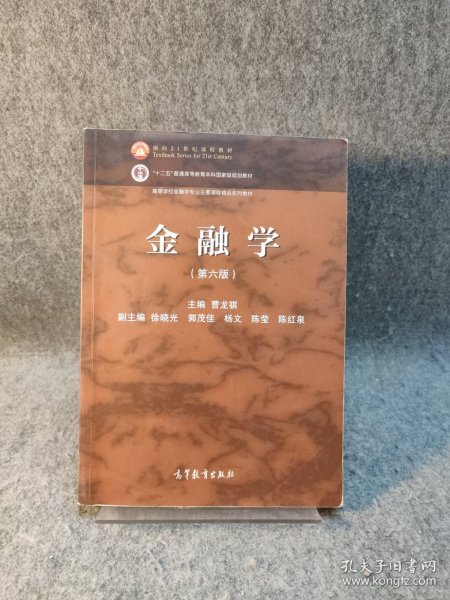 面向21世纪课程教材
Textbook Series for 21st Century
"十二五"普通高等教育本科国家级规划教材
高等学校金融学专业主要课程精品系列教材
金融学
(第六版)
主编 曹龙骐
副主编 徐晓光 郭茂佳 杨文 陈莹 陈红泉
高等教育出版社
孔夫子旧书网
www.kongfz.com